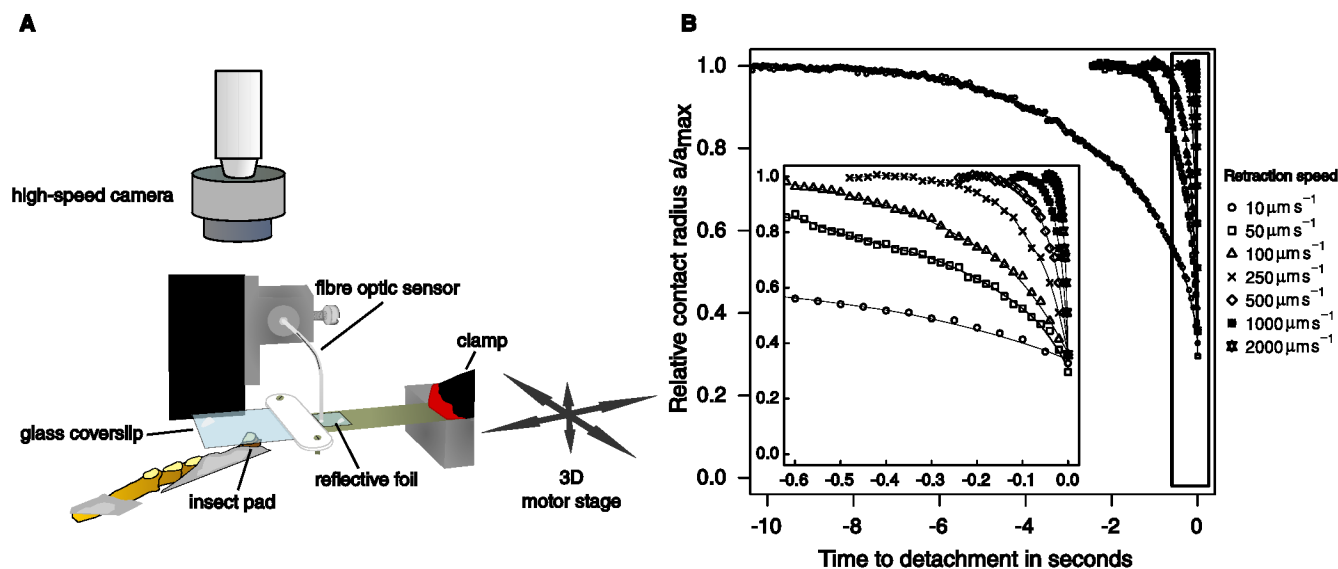 A
high-speed camera
fibre optic sensor
clamp
glass coverslip
reflective foil
insect pad
3D
motor stage
B
Relative contact radius a/amax
1.0
0.8
0.6
0.4
0.2
0.0
1.0
0.8
0.6
0.4
0.2
0.0
-0.6 -0.5 -0.4 -0.3 -0.2 -0.1 0.0
-10 -8 -6 -4 -2 0
Time to detachment in seconds
Retraction speed
10 μm s⁻¹
50 μm s⁻¹
100 μm s⁻¹
250 μm s⁻¹
500 μm s⁻¹
1000 μm s⁻¹
2000 μm s⁻¹